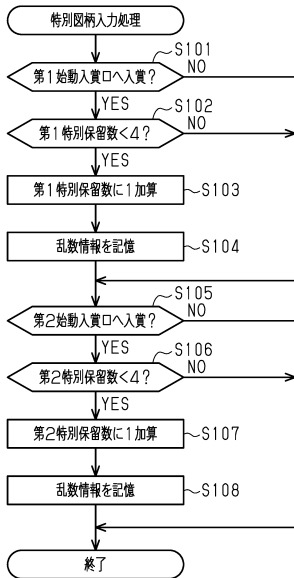 特別図柄入力処理
S101
第1始動入賞口へ入賞?
NO
YES
S102
第1特別保留数<4?
NO
YES
第1特別保留数に1加算
S103
乱数情報を記憶
S104
S105
第2始動入賞口へ入賞?
NO
YES
S106
第2特別保留数<4?
NO
YES
第2特別保留数に1加算
S107
乱数情報を記憶
S108
終了